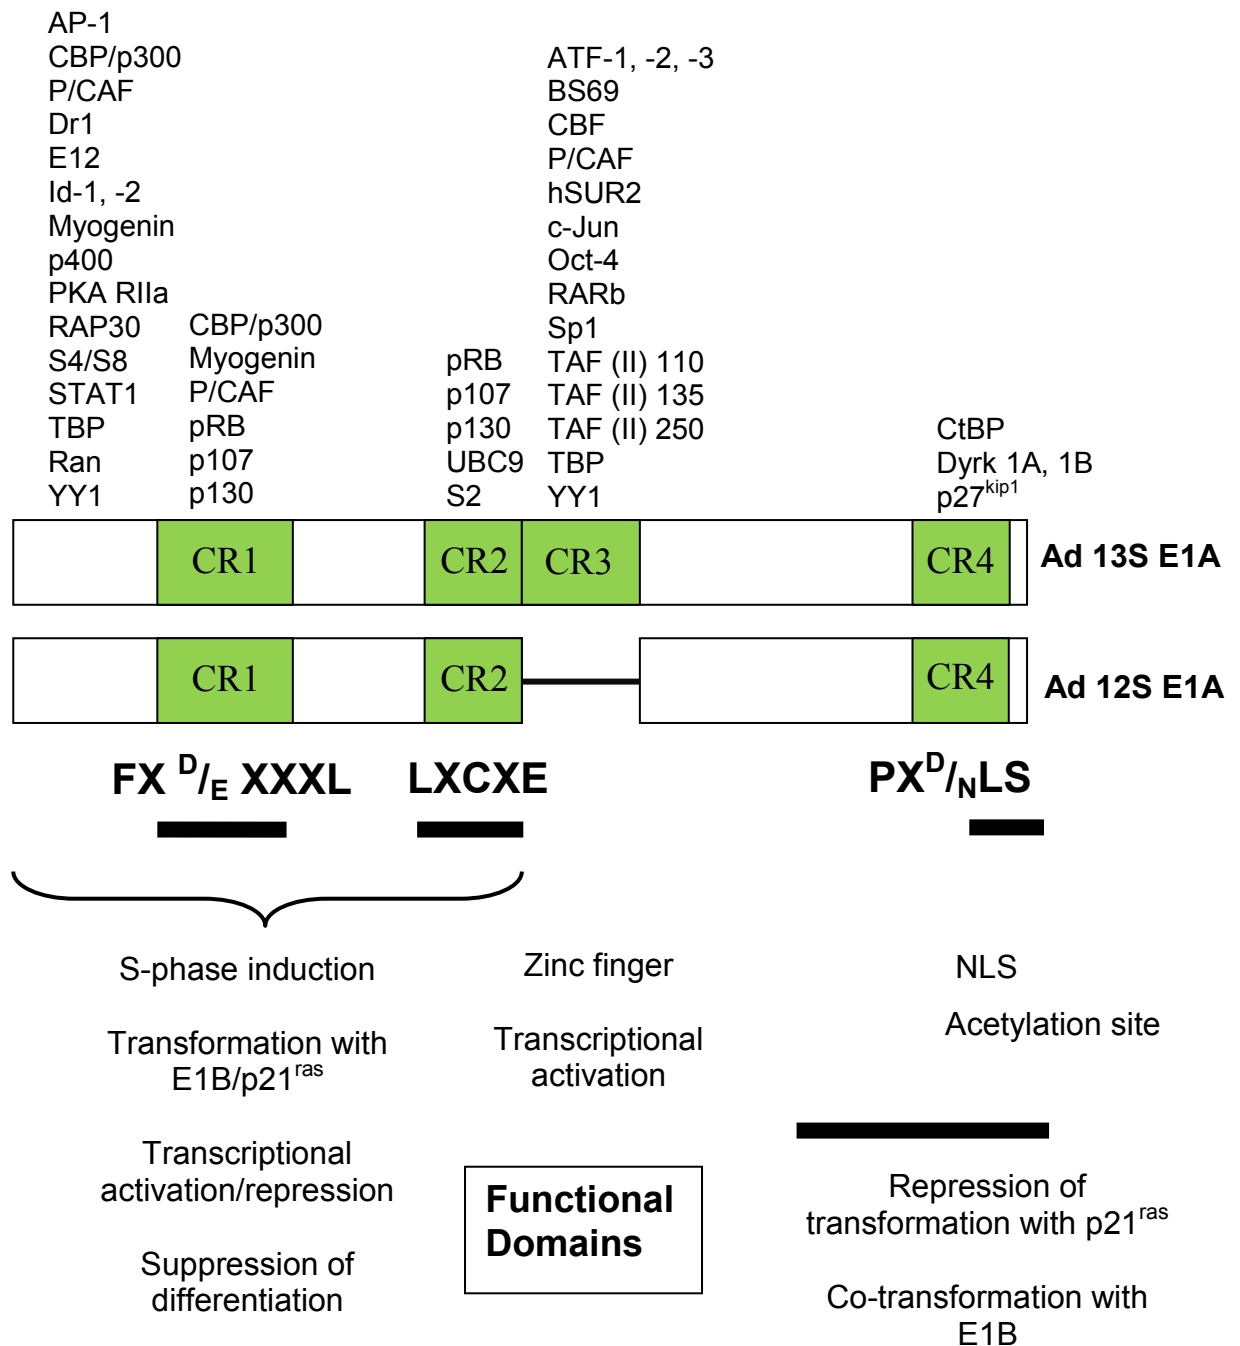 AP-1
CBP/p300
P/CAF
Dr1
E12
Id-1, -2
Myogenin
p400
PKA RIIa
RAP30
S4/S8
STAT1
TBP
Ran
YY1
CBP/p300
Myogenin
P/CAF
pRB
p107
p130
pRB
p107
p130
UBC9
S2
ATF-1, -2, -3
BS69
CBF
P/CAF
hSUR2
c-Jun
Oct-4
RARb
Sp1
TAF (II) 110
TAF (II) 135
TAF (II) 250
TBP
YY1
CtBP
Dyrk 1A, 1B
p27kip1
CR1 CR2 CR3 CR4 Ad 13S E1A
CR1 CR2 CR4 Ad 12S E1A
FX D/E XXXL LXCXE PXD/NLS
S-phase induction
Transformation with
E1B/p21ras
Transcriptional
activation/repression
Suppression of
differentiation
Zinc finger
Transcriptional
activation
Functional
Domains
NLS
Acetylation site
Repression of
transformation with p21ras
Co-transformation with
E1B